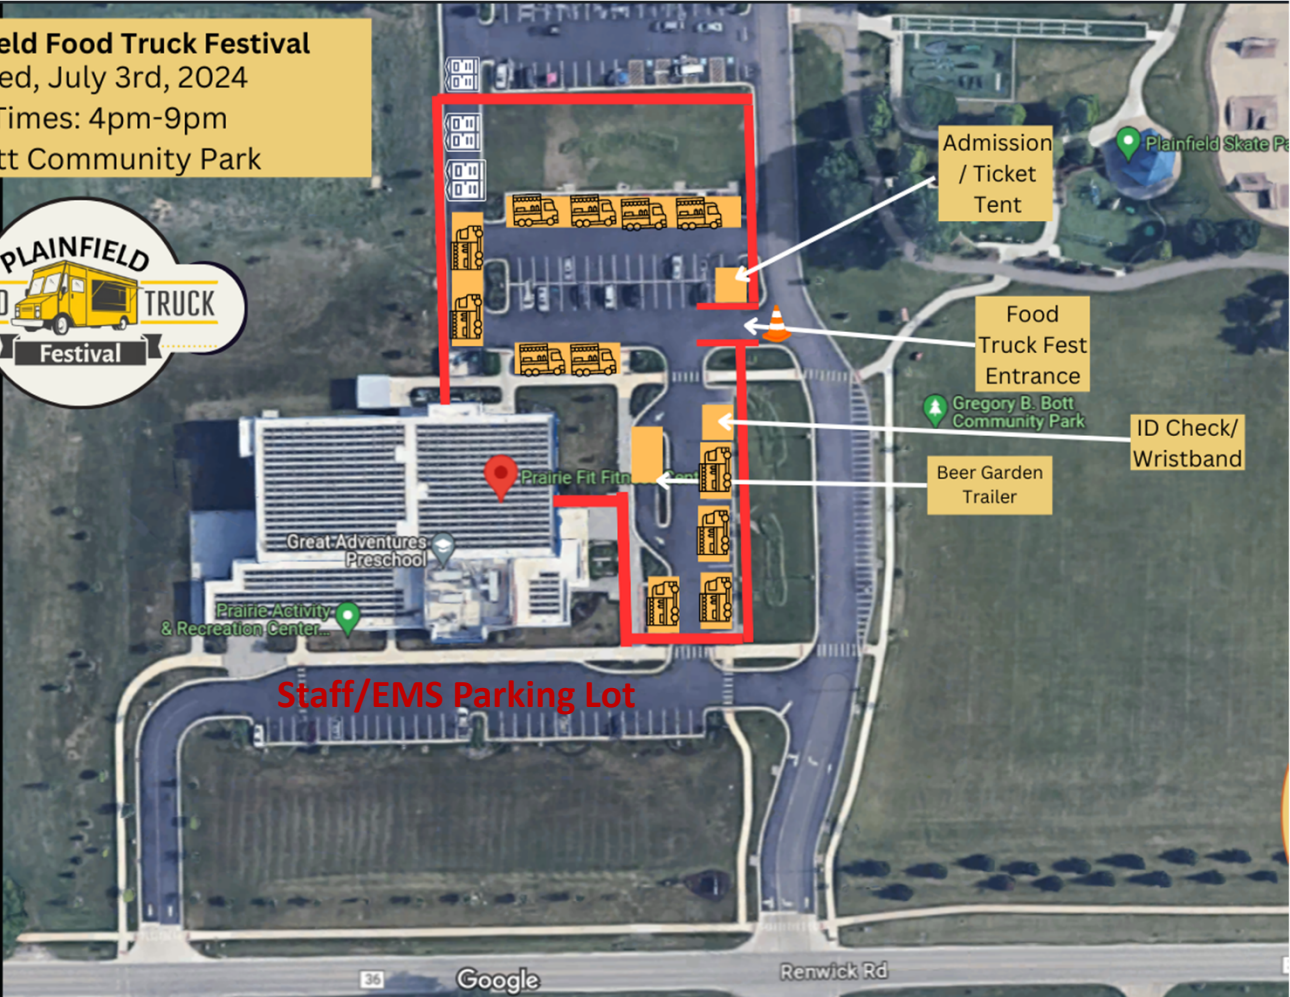 eld Food Truck Festival
ed, July 3rd, 2024
Times: 4pm-9pm
tt Community Park
PLAINFIELD
D TRUCK
Festival
Admission
/ Ticket
Tent
Plainfield Skate Pa
Food
Truck Fest
Entrance
Gregory B. Bott
Community Park
ID Check/
Wristband
Beer Garden
Trailer
Prairie Fit Fitn Cent
Great Adventures
Preschool
Prairie Activity
& Recreation Center...
Staff/EMS Parking Lot
36
Google
Renwick Rd